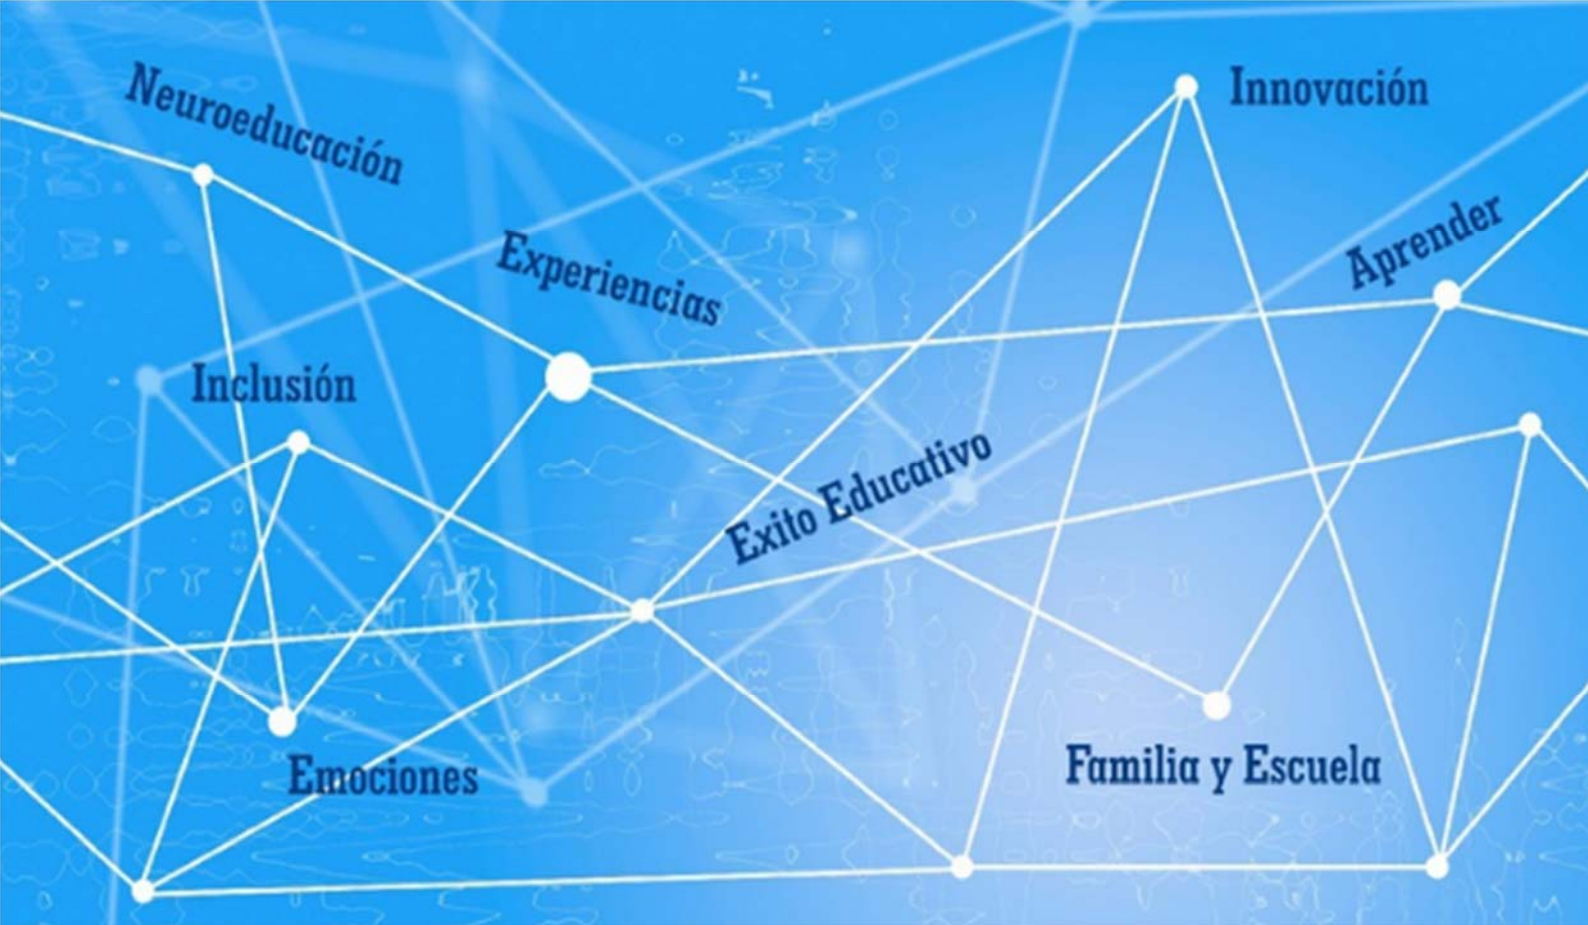 Neuroeducación
Innovación
Experiencias
Aprender
Inclusión
Exito Educativo
Emociones
Familia y Escuela